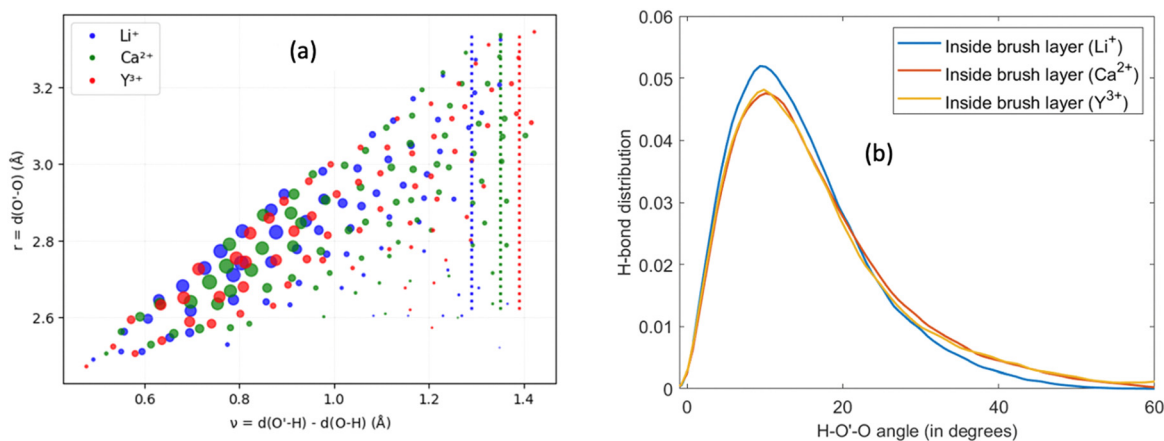 (a)
Li⁺
Ca²⁺
Y³⁺
r = d(O'-O) (Å)
3.2
3.0
2.8
2.6
0.6 0.8 1.0 1.2 1.4
ν = d(O'-H) - d(O-H) (Å)
(b)
Inside brush layer (Li⁺)
Inside brush layer (Ca²⁺)
Inside brush layer (Y³⁺)
H-bond distribution
0.06
0.05
0.04
0.03
0.02
0.01
0
0 20 40 60
H-O'-O angle (in degrees)